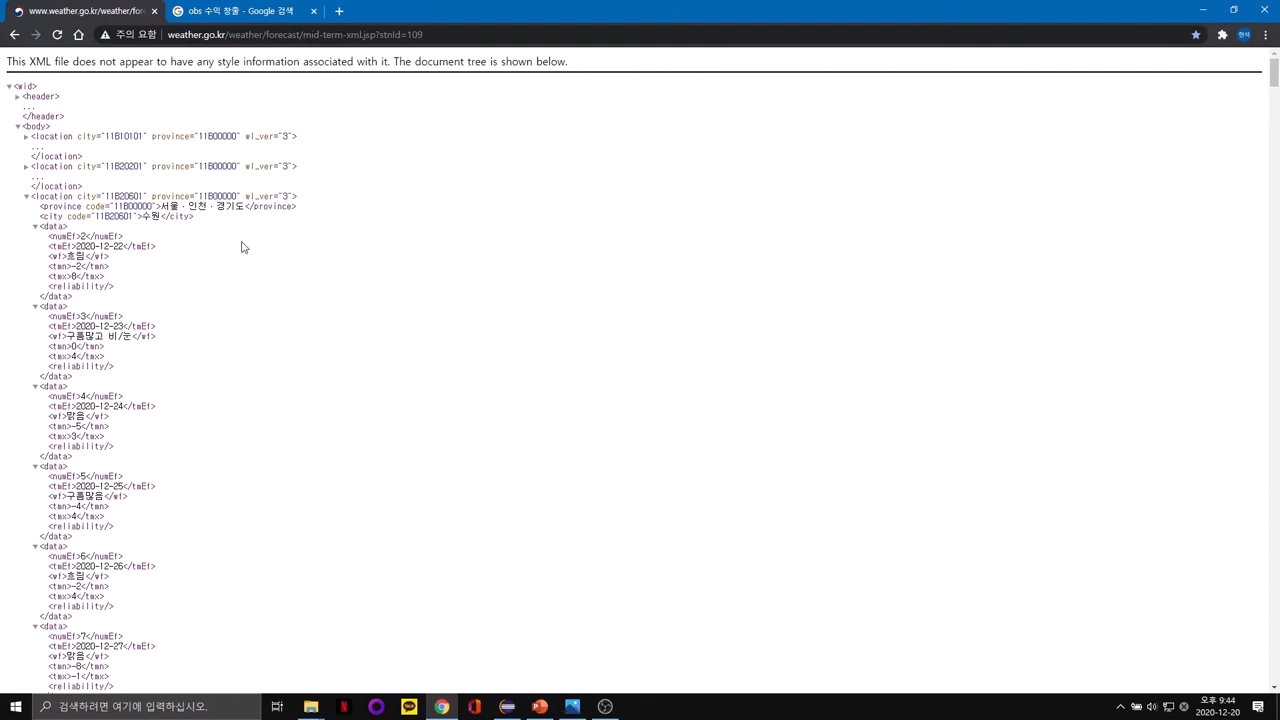 www.weather.go.kr/weather/fore
obs 수익 창출 - Google 검색
주의 요함
weather.go.kr/weather/forecast/mid-term-xml.jsp?stnId=109
현석
This XML file does not appear to have any style information associated with it. The document tree is shown below.
<wid>
<header>
...
</header>
<body>
<location city="11B10101" province="11B00000" wl_ver="3">
...
</location>
<location city="11B20201" province="11B00000" wl_ver="3">
...
</location>
<location city="11B20601" province="11B00000" wl_ver="3">
<province code="11B00000">서울·인천·경기도</province>
<city code="11B20601">수원</city>
<data>
<numEf>2</numEf>
<tmEf>2020-12-22</tmEf>
<wf>흐림</wf>
<tmn>-2</tmn>
<tmx>8</tmx>
<reliability/>
</data>
<data>
<numEf>3</numEf>
<tmEf>2020-12-23</tmEf>
<wf>구름많고 비/눈</wf>
<tmn>0</tmn>
<tmx>4</tmx>
<reliability/>
</data>
<data>
<numEf>4</numEf>
<tmEf>2020-12-24</tmEf>
<wf>맑음</wf>
<tmn>-5</tmn>
<tmx>3</tmx>
<reliability/>
</data>
<data>
<numEf>5</numEf>
<tmEf>2020-12-25</tmEf>
<wf>구름많음</wf>
<tmn>-4</tmn>
<tmx>4</tmx>
<reliability/>
</data>
<data>
<numEf>6</numEf>
<tmEf>2020-12-26</tmEf>
<wf>흐림</wf>
<tmn>-2</tmn>
<tmx>4</tmx>
<reliability/>
</data>
<data>
<numEf>7</numEf>
<tmEf>2020-12-27</tmEf>
<wf>맑음</wf>
<tmn>-8</tmn>
<tmx>-1</tmx>
<reliability/>
검색하려면 여기에 입력하십시오.
오후 9:44
2020-12-20